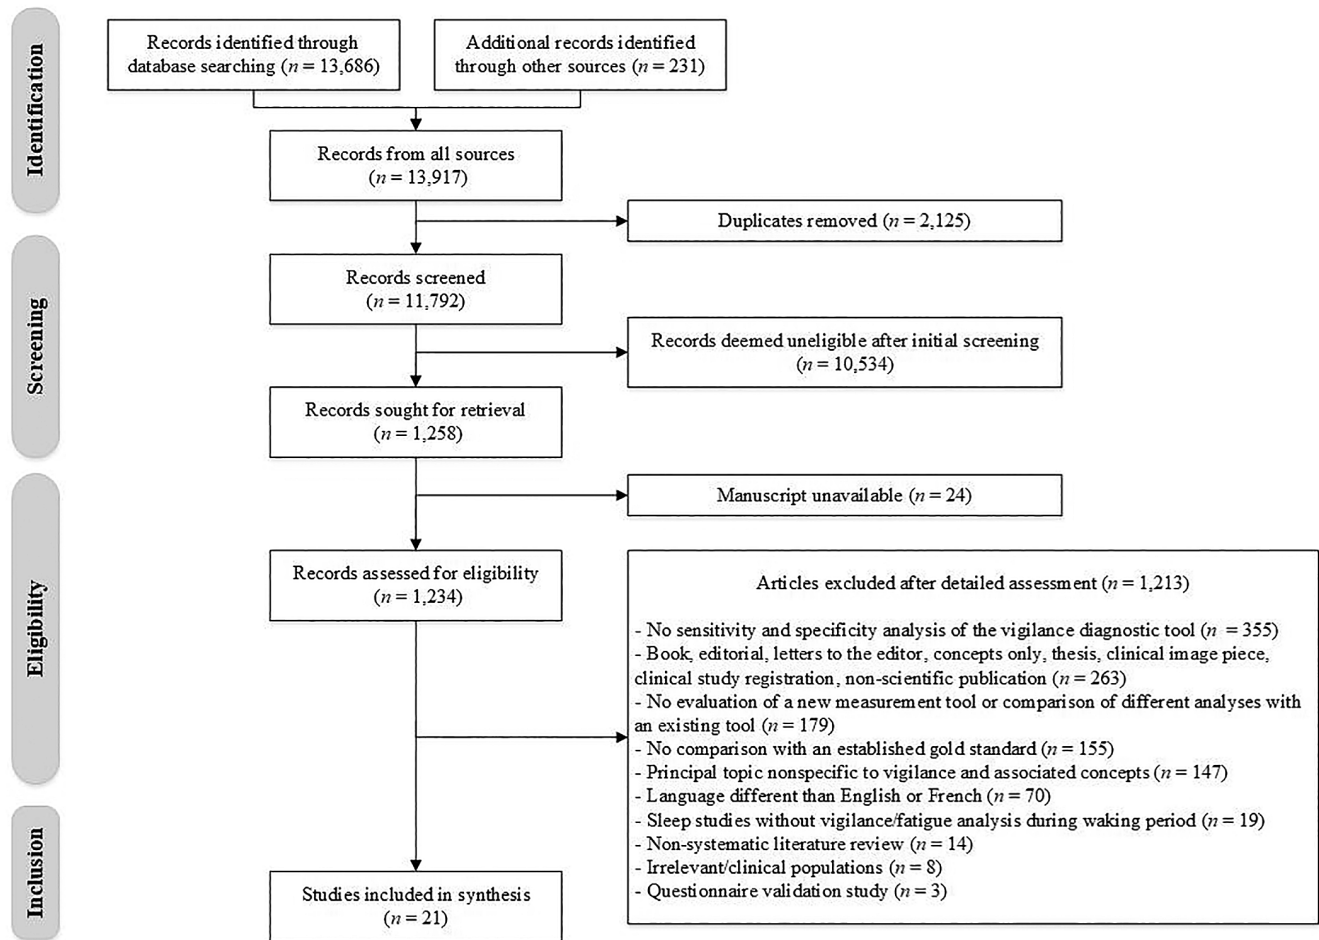 Identification
Records identified through
database searching (n = 13,686)
Additional records identified
through other sources (n = 231)
Records from all sources
(n = 13,917)
Duplicates removed (n = 2,125)
Screening
Records screened
(n = 11,792)
Records deemed uneligible after initial screening
(n = 10,534)
Records sought for retrieval
(n = 1,258)
Eligibility
Manuscript unavailable (n = 24)
Records assessed for eligibility
(n = 1,234)
Articles excluded after detailed assessment (n = 1,213)
- No sensitivity and specificity analysis of the vigilance diagnostic tool (n = 355)
- Book, editorial, letters to the editor, concepts only, thesis, clinical image piece,
clinical study registration, non-scientific publication (n = 263)
- No evaluation of a new measurement tool or comparison of different analyses with
an existing tool (n = 179)
- No comparison with an established gold standard (n = 155)
- Principal topic nonspecific to vigilance and associated concepts (n = 147)
- Language different than English or French (n = 70)
- Sleep studies without vigilance/fatigue analysis during waking period (n = 19)
- Non-systematic literature review (n = 14)
- Irrelevant/clinical populations (n = 8)
- Questionnaire validation study (n = 3)
Inclusion
Studies included in synthesis
(n = 21)